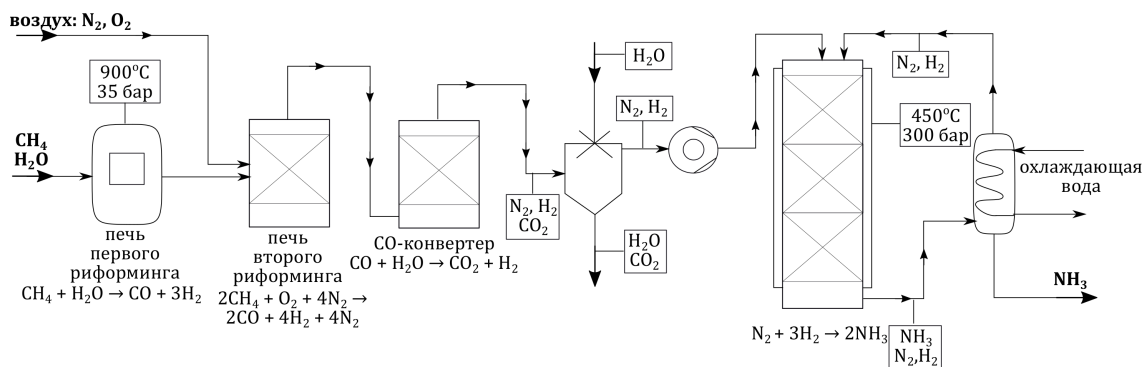 воздух: N₂, O₂
900°C
35 бар
CH₄
H₂O
печь
первого
риформинга
CH₄ + H₂O → CO + 3H₂
печь
второго
риформинга
2CH₄ + O₂ + 4N₂ →
2CO + 4H₂ + 4N₂
CO-конвертер
CO + H₂O → CO₂ + H₂
N₂, H₂
CO₂
H₂O
N₂, H₂
H₂O
CO₂
N₂, H₂
450°C
300 бар
охлаждающая
вода
NH₃
N₂ + 3H₂ → 2NH₃
NH₃
N₂,H₂